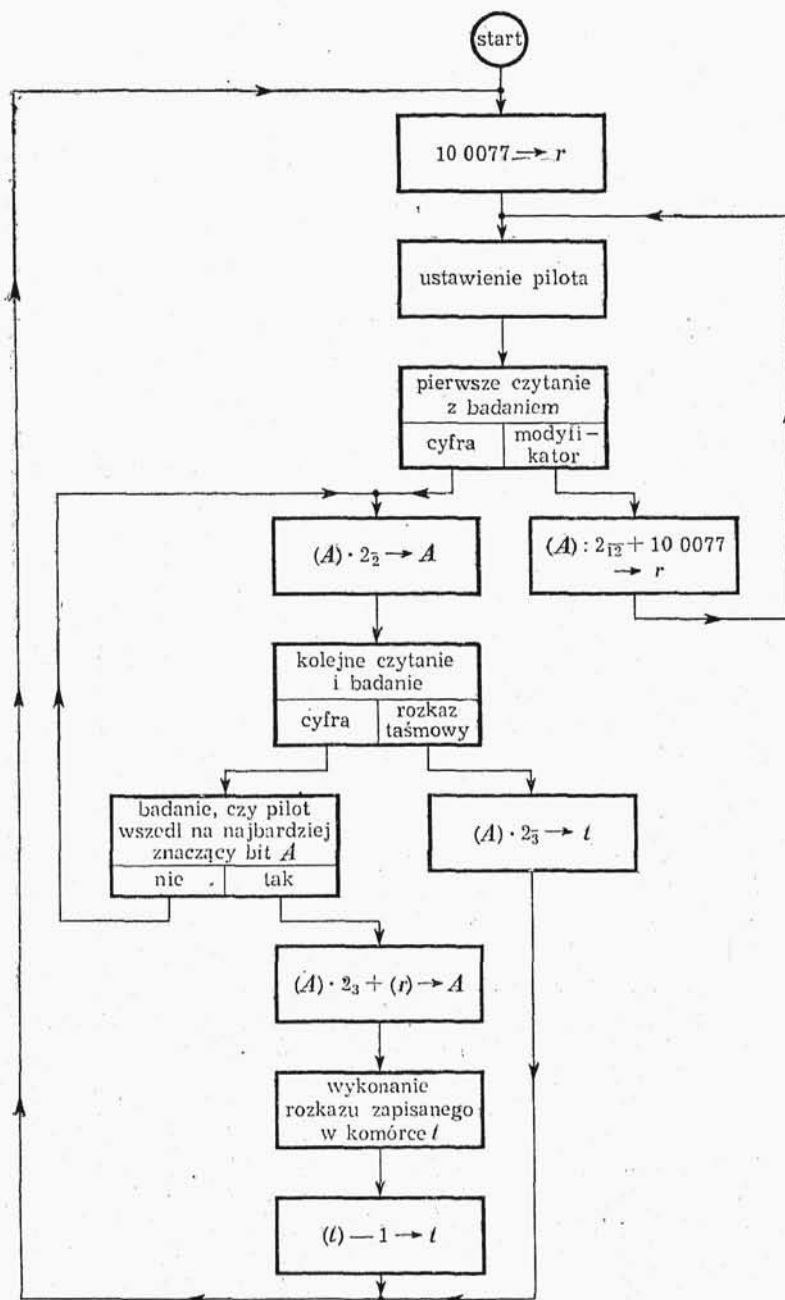 start
10 0077 → r
ustawienie pilota
pierwsze czytanie
z badaniem
cyfra
modyfi-
kator
(A) · 2₂̅ → A
(A) : 2₁₂̅ + 10 0077
→ r
kolejne czytanie
i badanie
cyfra
rozkaz
taśmowy
badanie, czy pilot
wszedł na najbardziej
znaczący bit A
nie
tak
(A) · 2₃̅ → t
(A) · 2₃ + (r) → A
wykonanie
rozkazu zapisanego
w komórce t
(t) — 1 → t